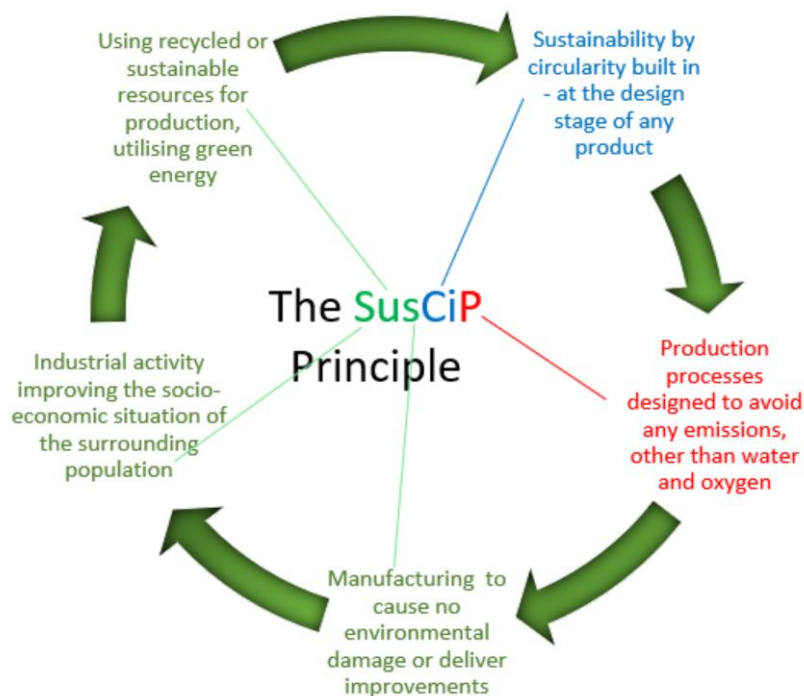 Using recycled or
sustainable
resources for
production,
utilising green
energy
Sustainability by
circularity built in
- at the design
stage of any
product
The SusCiP
Principle
Production
processes
designed to avoid
any emissions,
other than water
and oxygen
Manufacturing to
cause no
environmental
damage or deliver
improvements
Industrial activity
improving the socio-
economic situation of
the surrounding
population